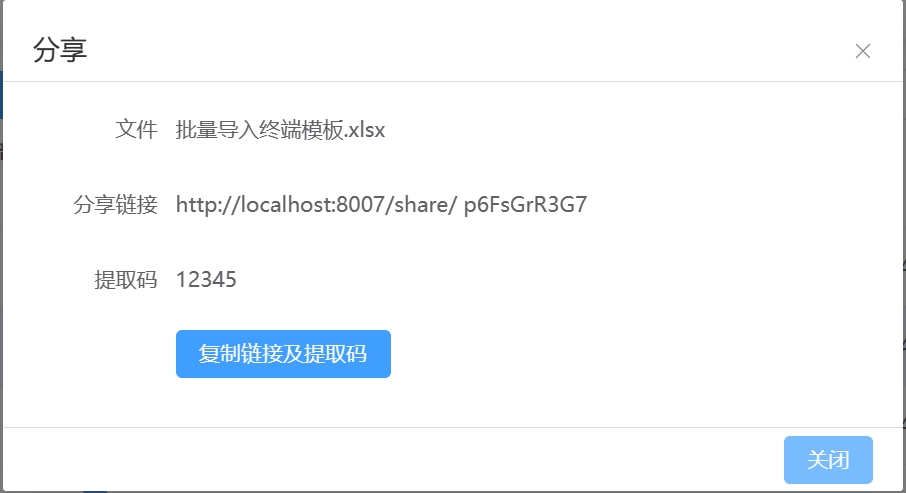 分享
文件 批量导入终端模板.xlsx
分享链接 http://localhost:8007/share/ p6FsGrR3G7
提取码 12345
复制链接及提取码
关闭